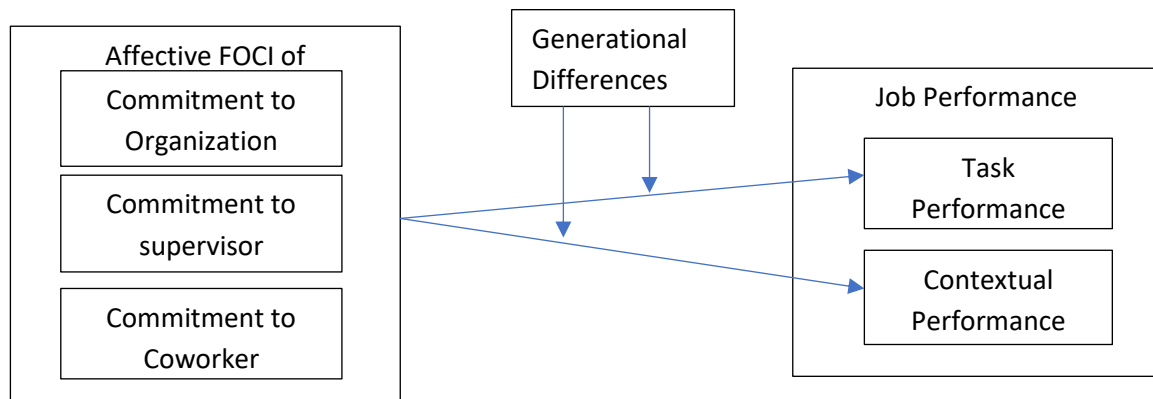 Affective FOCI of
Commitment to
Organization
Commitment to
supervisor
Commitment to
Coworker
Generational
Differences
Job Performance
Task
Performance
Contextual
Performance